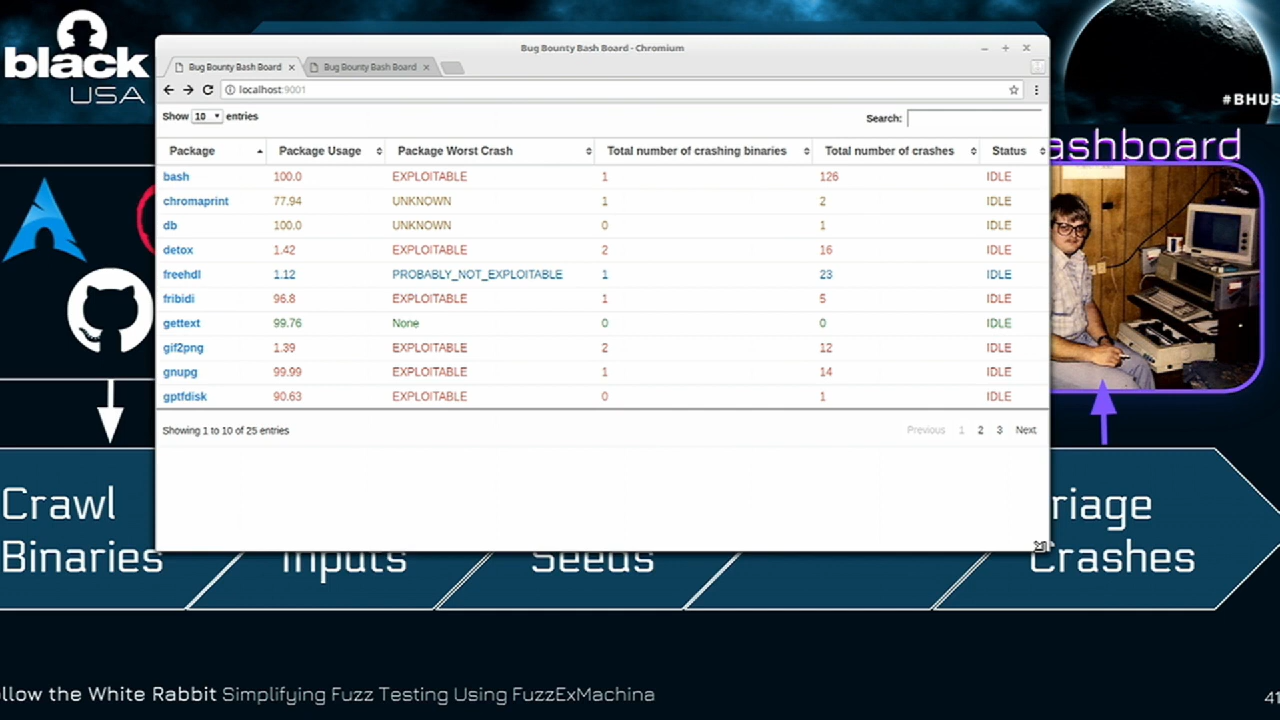 black
USA
#BHUS
Bug Bounty Bash Board - Chromium
Bug Bounty Bash Board
Bug Bounty Bash Board
localhost:9001
Show 10 entries
Search:
Package Package Usage Package Worst Crash Total number of crashing binaries Total number of crashes Status
bash 100.0 EXPLOITABLE 1 126 IDLE
chromaprint 77.94 UNKNOWN 1 2 IDLE
db 100.0 UNKNOWN 0 1 IDLE
detox 1.42 EXPLOITABLE 2 16 IDLE
freehdl 1.12 PROBABLY_NOT_EXPLOITABLE 1 23 IDLE
fribidi 96.8 EXPLOITABLE 1 5 IDLE
gettext 99.76 None 0 0 IDLE
gif2png 1.39 EXPLOITABLE 2 12 IDLE
gnupg 99.99 EXPLOITABLE 1 14 IDLE
gptfdisk 90.63 EXPLOITABLE 0 1 IDLE
Showing 1 to 10 of 25 entries
Previous 1 2 3 Next
ashboard
Crawl
Binaries
Inputs
Seeds
riage
Crashes
llow the White Rabbit Simplifying Fuzz Testing Using FuzzExMachina
41